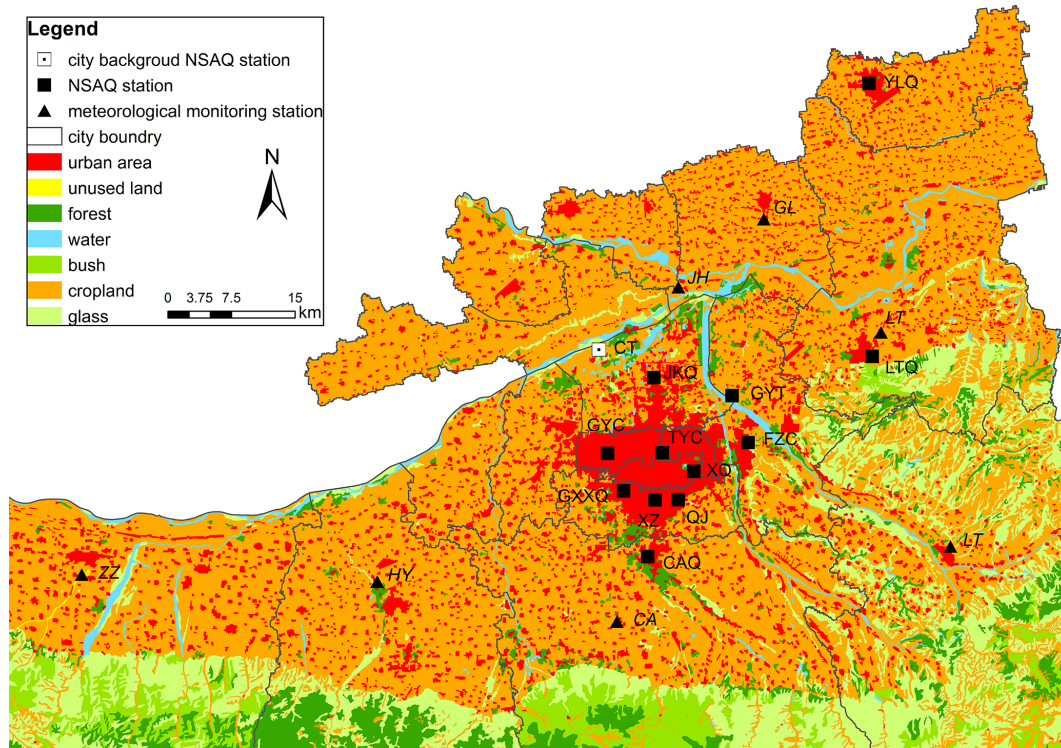 Legend
city backgroud NSAQ station
NSAQ station
meteorological monitoring station
city boundry
urban area
unused land
forest
water
bush
cropland
glass
N
0 3.75 7.5 15
km
YLQ
GL
JH
LT
CT
LTQ
JKQ
GYT
GYC
TYC
FZC
XQ
GXXQ
XZ
QJ
LT
CAQ
ZZ
HY
CA